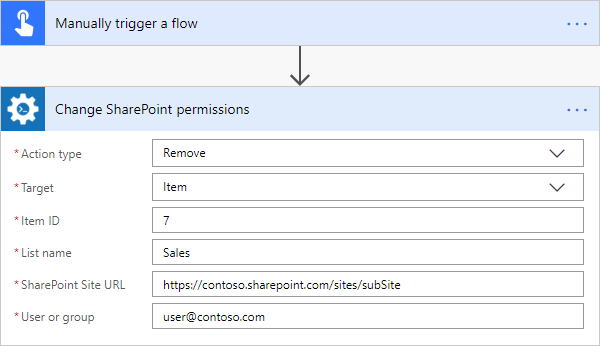 Manually trigger a flow
Change SharePoint permissions
* Action type Remove
* Target Item
* Item ID 7
* List name Sales
* SharePoint Site URL https://contoso.sharepoint.com/sites/subSite
* User or group user@contoso.com